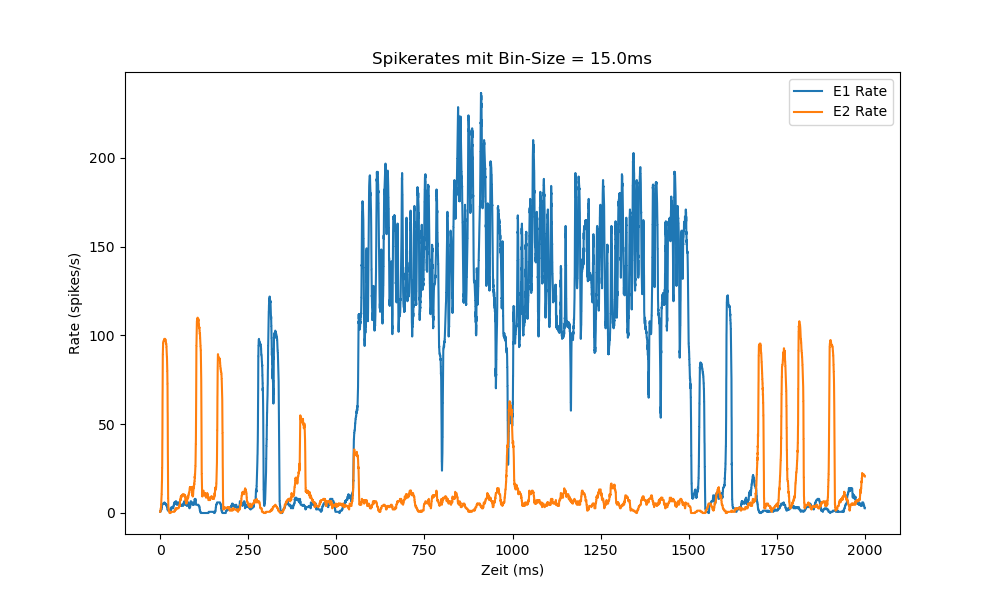 Spikerates mit Bin-Size = 15.0ms
E1 Rate
E2 Rate
200
150
100
50
0
Rate (spikes/s)
0 250 500 750 1000 1250 1500 1750 2000
Zeit (ms)